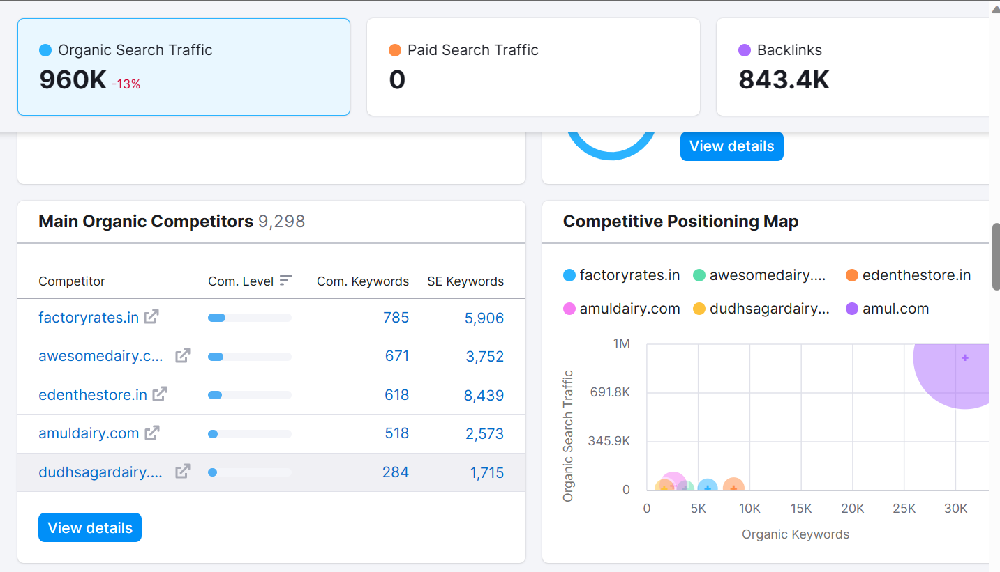 Organic Search Traffic
960K -13%
Paid Search Traffic
0
Backlinks
843.4K
View details
Main Organic Competitors 9,298
Competitor Com. Level Com. Keywords SE Keywords
factoryrates.in 785 5,906
awesomedairy.c... 671 3,752
edenthestore.in 618 8,439
amuldairy.com 518 2,573
dudhsagardairy.... 284 1,715
View details
Competitive Positioning Map
factoryrates.in awesomedairy.... edenthestore.in
amuldairy.com dudhsagardairy... amul.com
Organic Search Traffic
1M
691.8K
345.9K
0
0 5K 10K 15K 20K 25K 30K
Organic Keywords